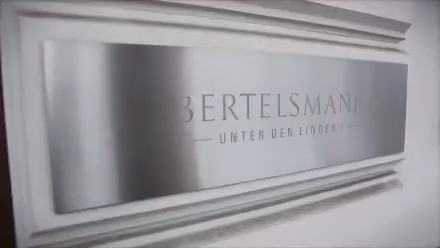 BERTELSMANN
— UNTER DEN LINDEN 1 —